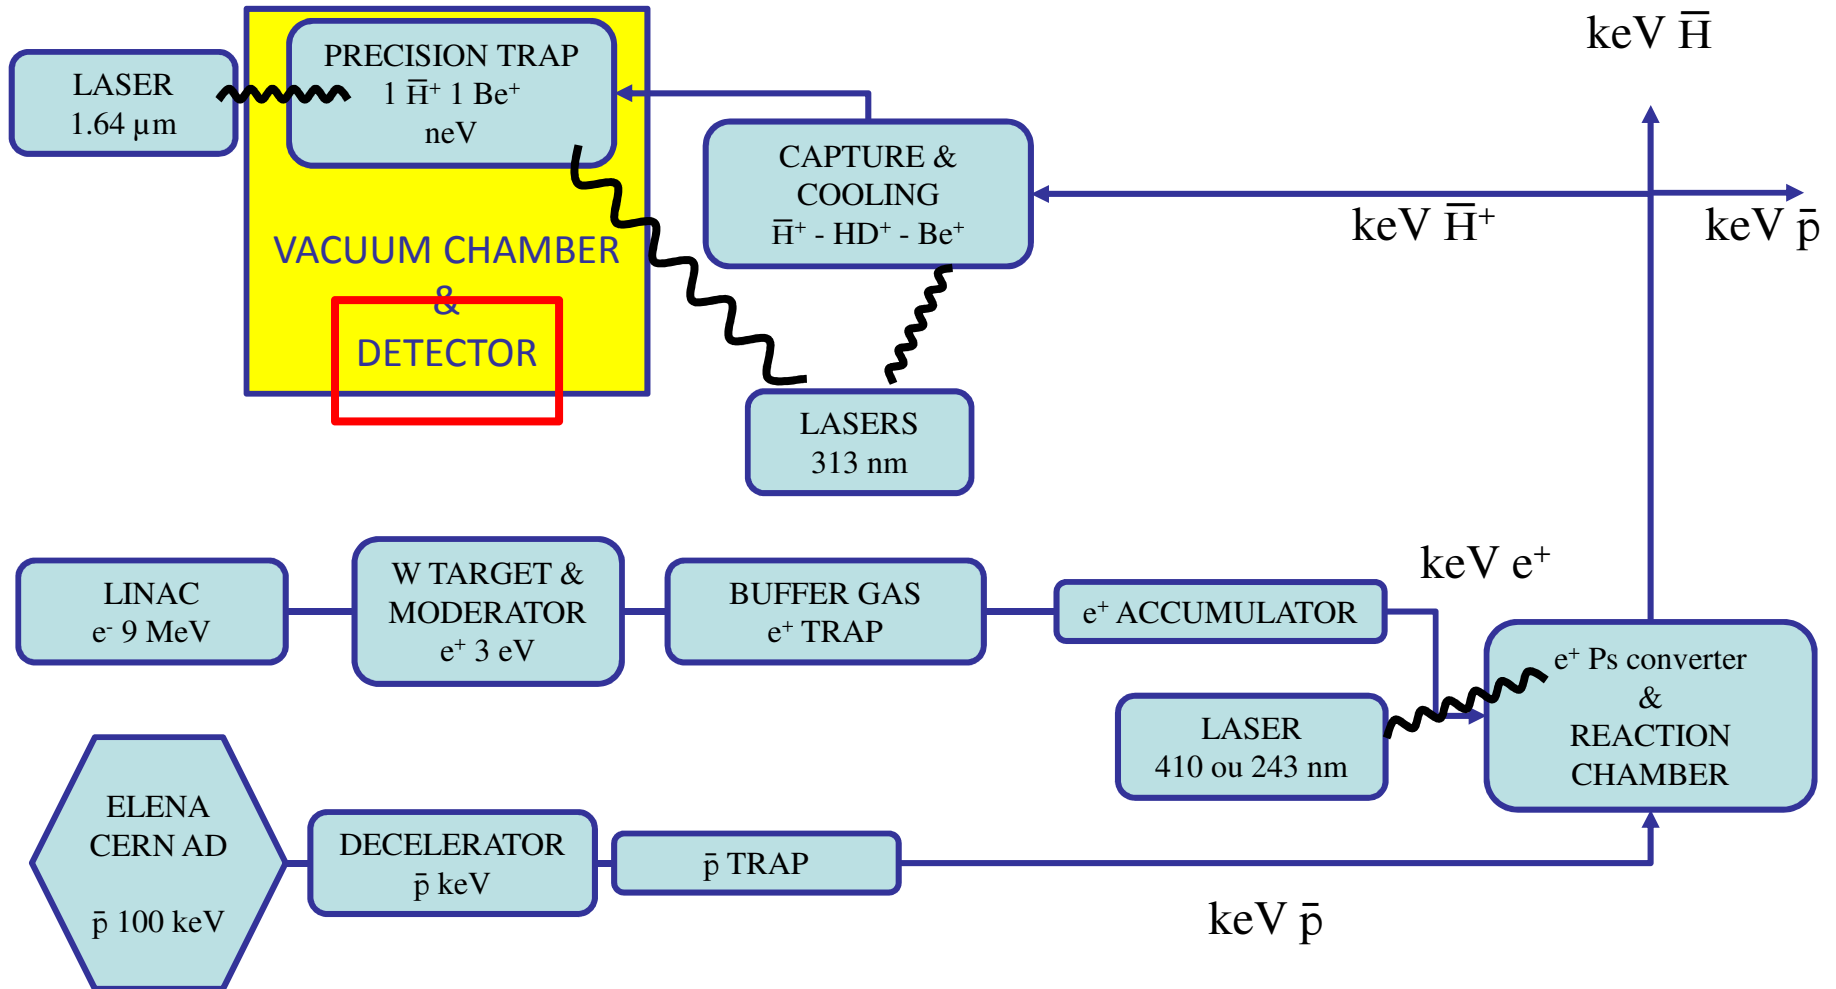 keV H̅
LASER
1.64 µm
PRECISION TRAP
1 H̅⁺ 1 Be⁺
neV
VACUUM CHAMBER
&
DETECTOR
CAPTURE &
COOLING
H̅⁺ - HD⁺ - Be⁺
keV H̅⁺
keV p̅
LASERS
313 nm
LINAC
e⁻ 9 MeV
W TARGET &
MODERATOR
e⁺ 3 eV
BUFFER GAS
e⁺ TRAP
e⁺ ACCUMULATOR
keV e⁺
LASER
410 ou 243 nm
e⁺ Ps converter
&
REACTION
CHAMBER
ELENA
CERN AD
p̅ 100 keV
DECELERATOR
p̅ keV
p̅ TRAP
keV p̅